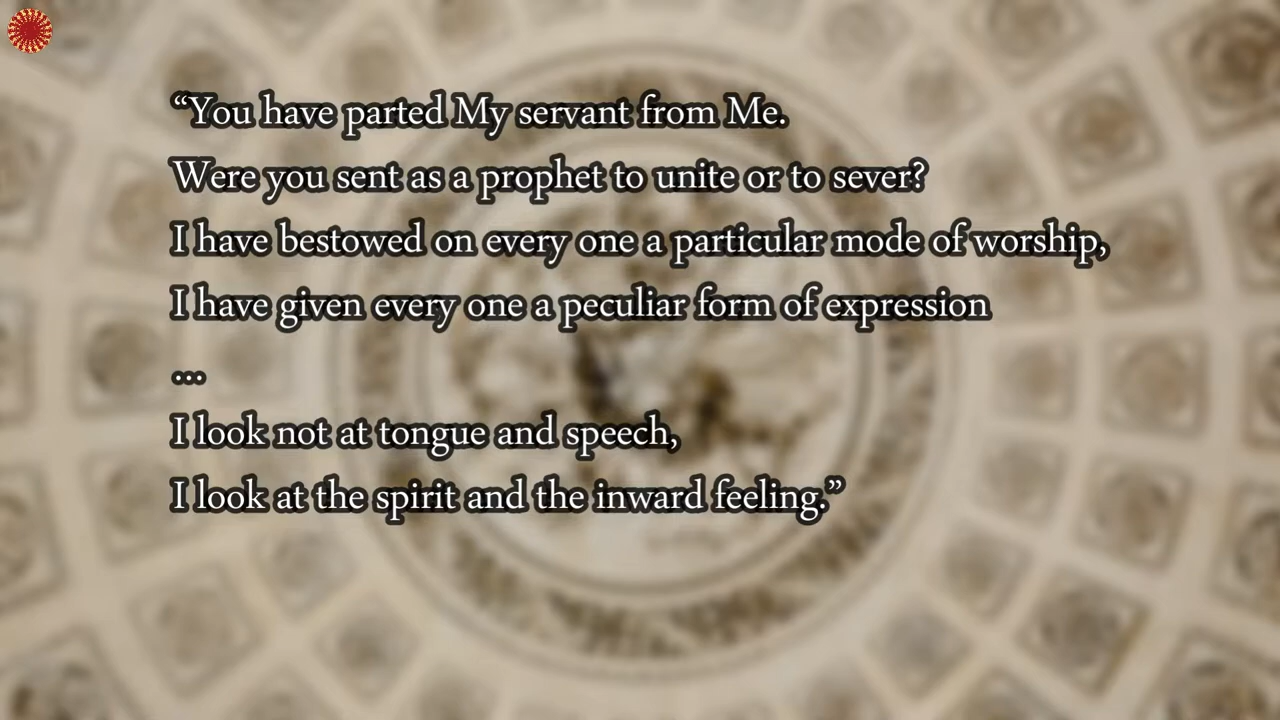 “You have parted My servant from Me.
Were you sent as a prophet to unite or to sever?
I have bestowed on every one a particular mode of worship,
I have given every one a peculiar form of expression
...
I look not at tongue and speech,
I look at the spirit and the inward feeling.”